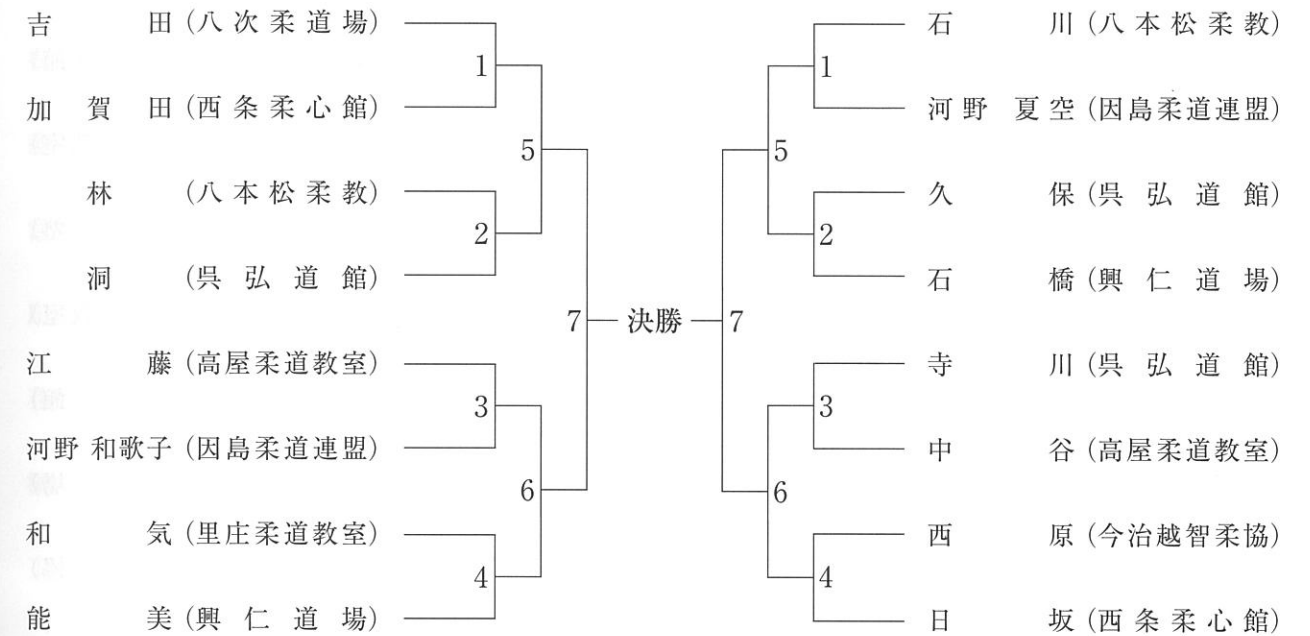 吉田（八次柔道場）
加賀田（西条柔心館）
林（八本松柔教）
洞（呉弘道館）
江藤（高屋柔道教室）
河野 和歌子（因島柔道連盟）
和気（里庄柔道教室）
能美（興仁道場）
1
2
3
4
5
6
7
決勝
7
5
6
1
2
3
4
石川（八本松柔教）
河野 夏空（因島柔道連盟）
久保（呉弘道館）
石橋（興仁道場）
寺川（呉弘道館）
中谷（高屋柔道教室）
西原（今治越智柔協）
日坂（西条柔心館）